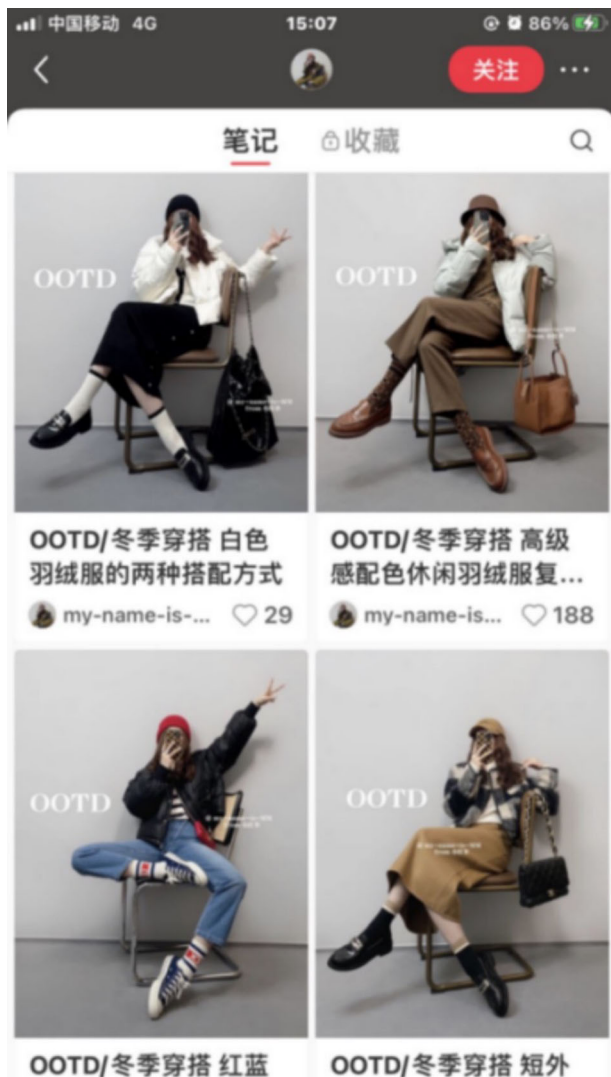 中国移动 4G
15:07
86%
关注
笔记
收藏
OOTD
OOTD
OOTD/冬季穿搭 白色
羽绒服的两种搭配方式
my-name-is-...
29
OOTD/冬季穿搭 高级
感配色休闲羽绒服复...
my-name-is...
188
OOTD
OOTD
OOTD/冬季穿搭 红蓝
OOTD/冬季穿搭 短外